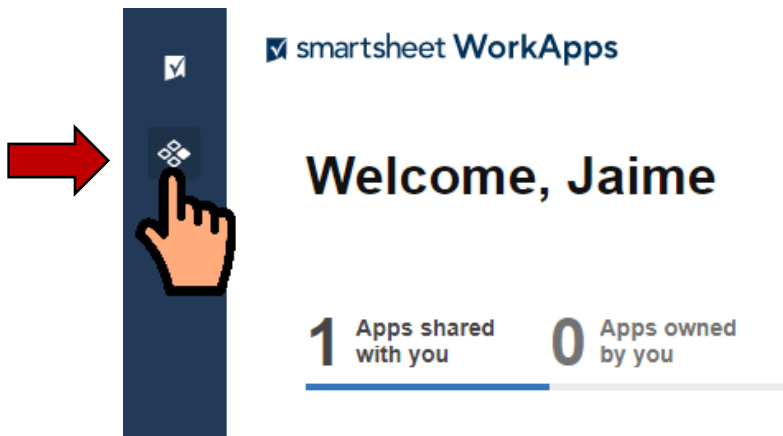 smartsheet WorkApps
Welcome, Jaime
1 Apps shared
with you
0 Apps owned
by you